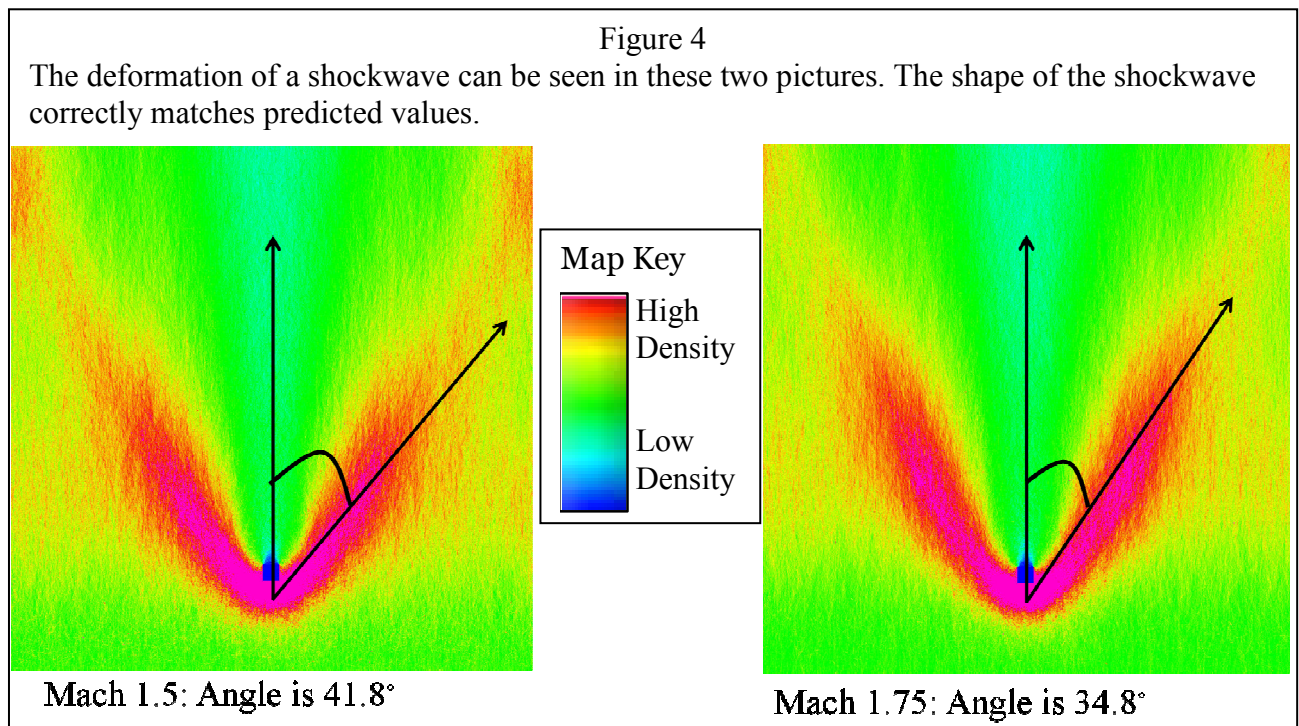 Figure 4
The deformation of a shockwave can be seen in these two pictures. The shape of the shockwave
correctly matches predicted values.
Map Key
High
Density
Low
Density
Mach 1.5: Angle is 41.8°
Mach 1.75: Angle is 34.8°